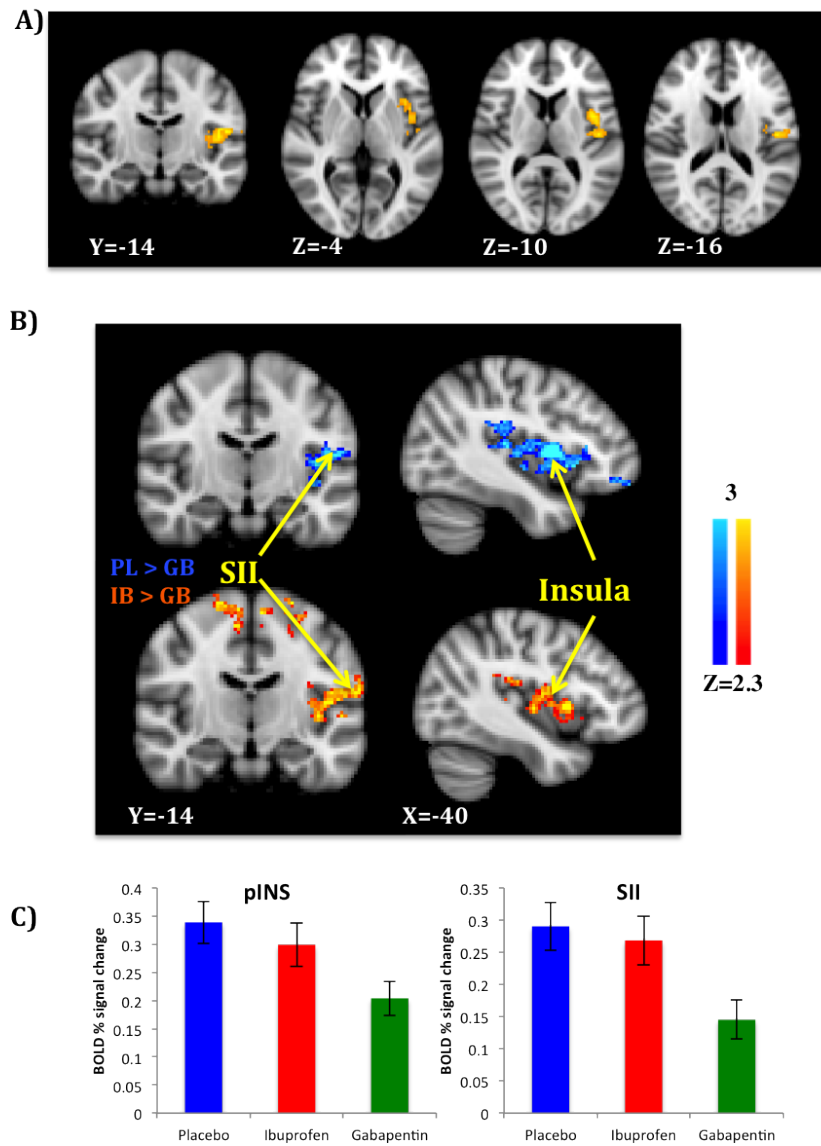 A)
Y=-14 Z=-4 Z=-10 Z=-16
B)
3
PL > GB
SII
Insula
IB > GB
Z=2.3
Y=-14 X=-40
C)
pINS
BOLD % signal change
0.4
0.35
0.3
0.25
0.2
0.15
0.1
0.05
0
Placebo Ibuprofen Gabapentin
SII
BOLD % signal change
0.35
0.3
0.25
0.2
0.15
0.1
0.05
0
Placebo Ibuprofen Gabapentin